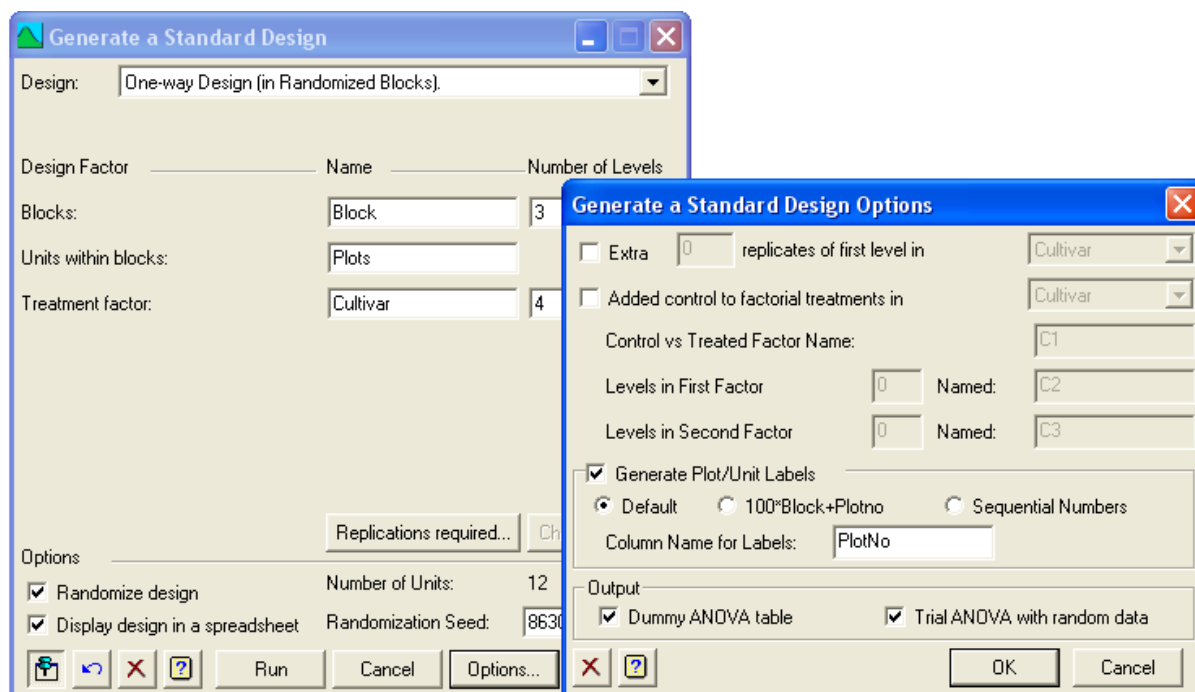 Generate a Standard Design
Design: One-way Design (in Randomized Blocks).
Design Factor Name Number of Levels
Blocks: Block 3
Units within blocks: Plots
Treatment factor: Cultivar 4
Replications required... Ch
Options
Randomize design Number of Units: 12
Display design in a spreadsheet Randomization Seed: 8630
Run Cancel Options...
Generate a Standard Design Options
Extra 0 replicates of first level in Cultivar
Added control to factorial treatments in Cultivar
Control vs Treated Factor Name: C1
Levels in First Factor 0 Named: C2
Levels in Second Factor 0 Named: C3
Generate Plot/Unit Labels
Default 100*Block+Plotno Sequential Numbers
Column Name for Labels: PlotNo
Output
Dummy ANOVA table Trial ANOVA with random data
OK Cancel